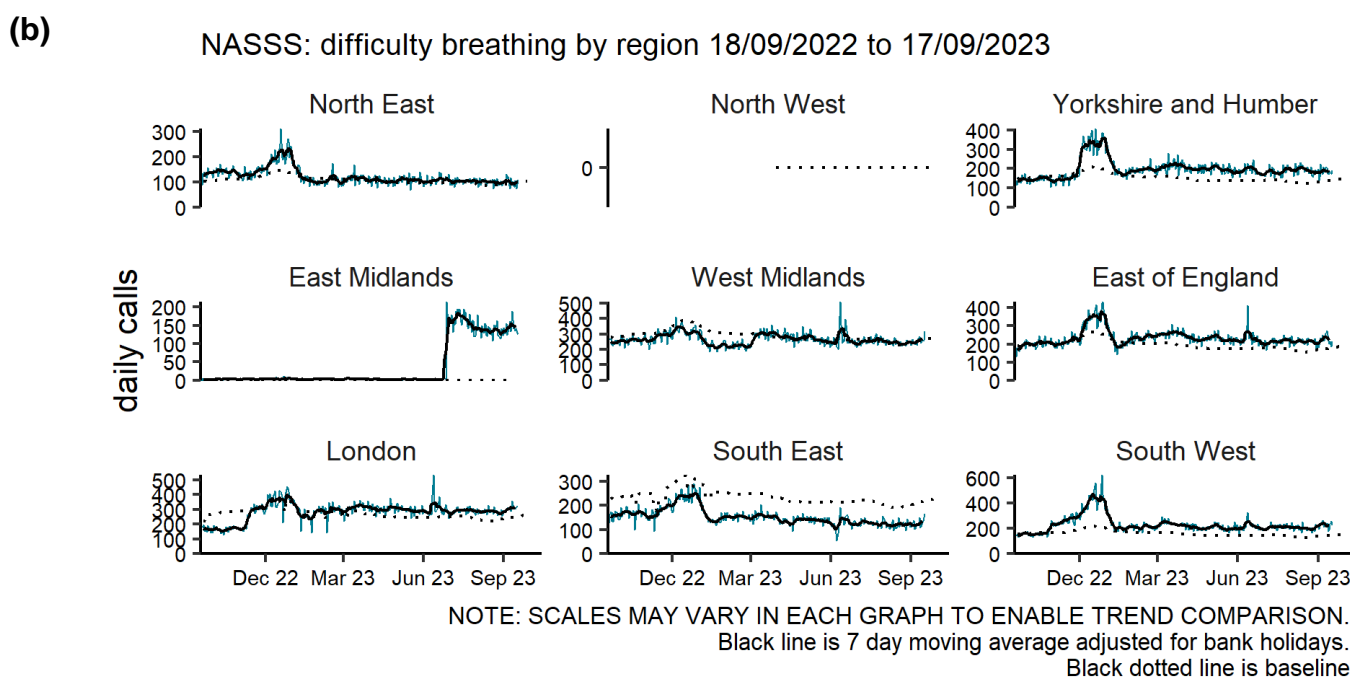 (b)
NASSS: difficulty breathing by region 18/09/2022 to 17/09/2023
North East
300
200
100
0
North West
0
Yorkshire and Humber
400
300
200
100
0
daily calls
East Midlands
200
150
100
50
0
West Midlands
500
400
300
200
100
0
East of England
400
300
200
100
0
London
500
400
300
200
100
0
South East
300
200
100
0
South West
600
400
200
0
Dec 22 Mar 23 Jun 23 Sep 23
Dec 22 Mar 23 Jun 23 Sep 23
Dec 22 Mar 23 Jun 23 Sep 23
NOTE: SCALES MAY VARY IN EACH GRAPH TO ENABLE TREND COMPARISON.
Black line is 7 day moving average adjusted for bank holidays.
Black dotted line is baseline